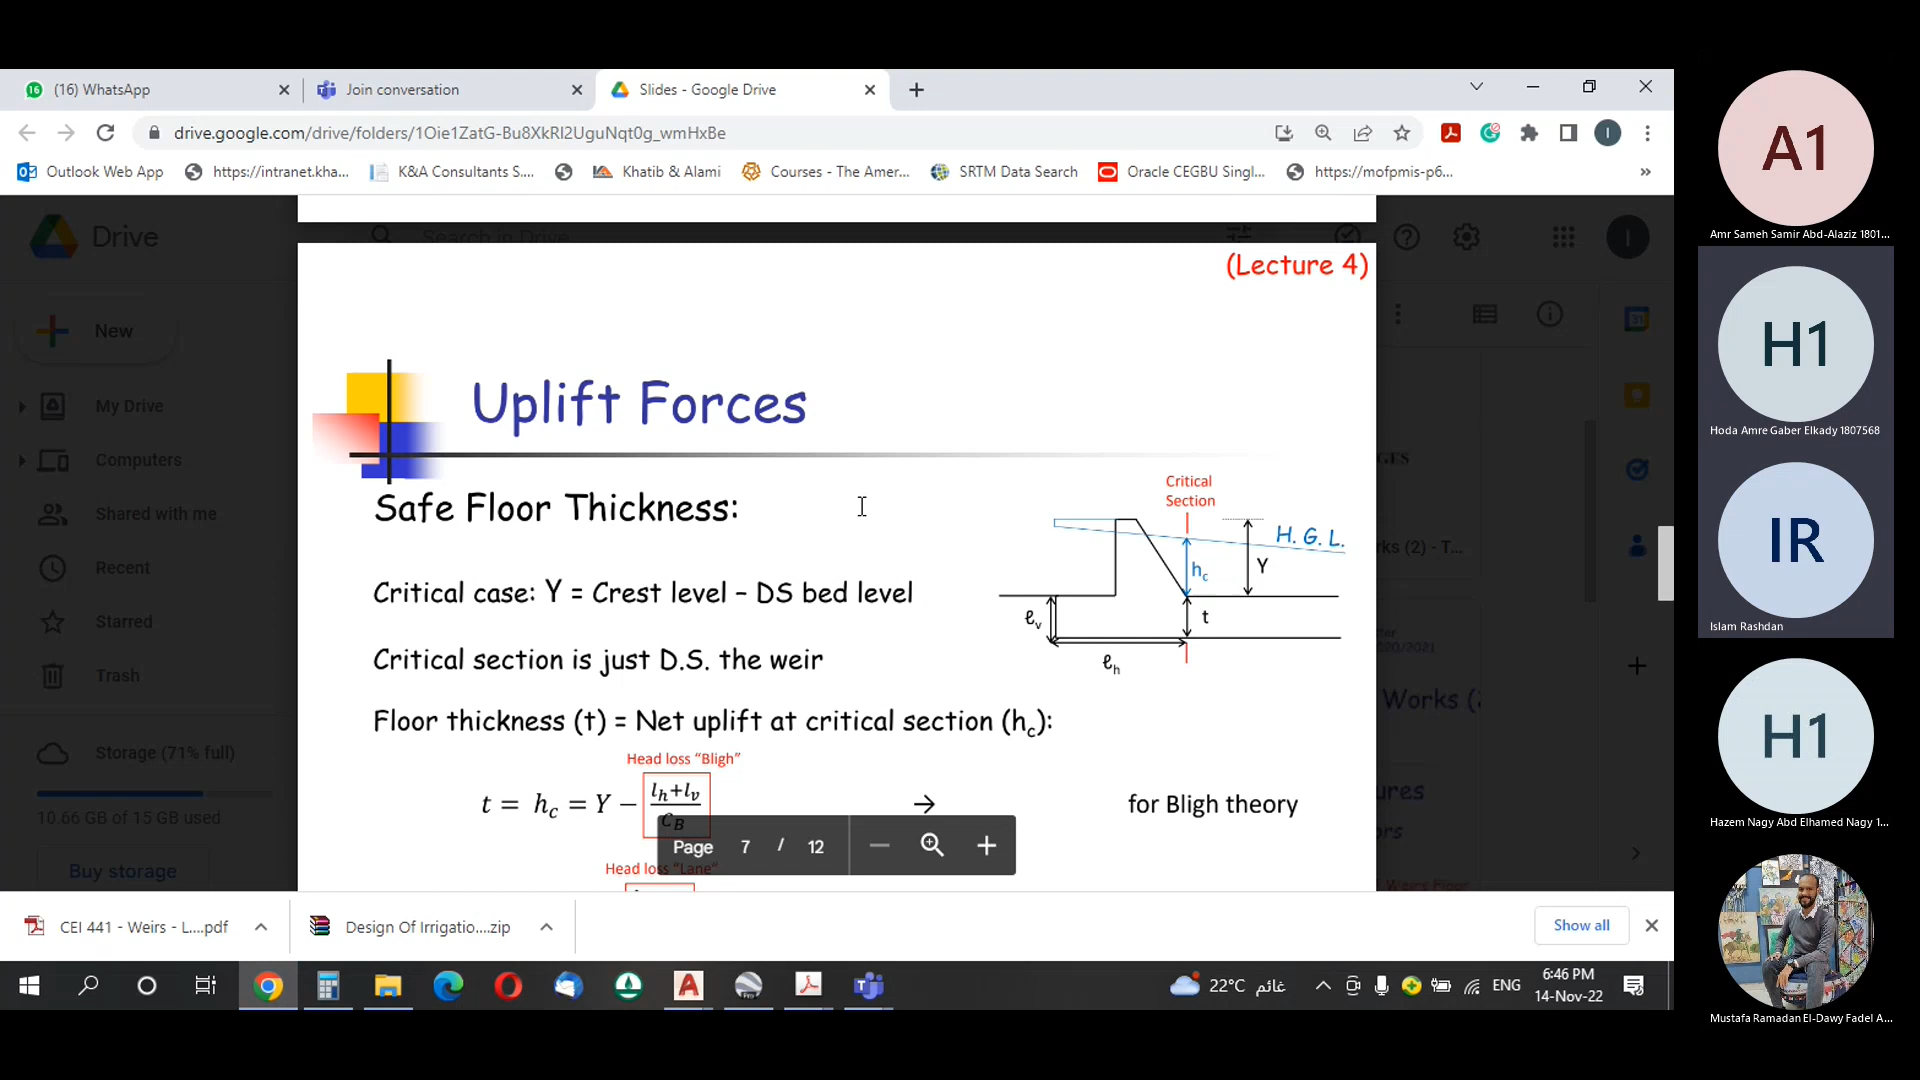 (16) WhatsApp
Join conversation
Slides - Google Drive
drive.google.com/drive/folders/1Oie1ZatG-Bu8XkRl2UguNqt0g_wmHxBe
Outlook Web App
https://intranet.kha...
K&A Consultants S....
Khatib & Alami
Courses - The Amer...
SRTM Data Search
Oracle CEGBU Singl...
https://mofpmis-p6...
Drive
Search in Drive
New
My Drive
Computers
Shared with me
Recent
Starred
Trash
Storage (71% full)
10.66 GB of 15 GB used
Buy storage
(Lecture 4)
Uplift Forces
Safe Floor Thickness:
Critical
Section
H. G. L.
Y
hc
t
ℓv
ℓh
Critical case: Y = Crest level – DS bed level
Critical section is just D.S. the weir
Floor thickness (t) = Net uplift at critical section (hc):
Head loss “Bligh”
t = hc = Y − (lh+lv)/CB → for Bligh theory
Head loss “Lane”
Page 7 / 12
CEI 441 - Weirs - L....pdf
Design Of Irrigatio....zip
Show all
22°C غائم
ENG
6:46 PM
14-Nov-22
A1
Amr Sameh Samir Abd-Alaziz 1801...
H1
Hoda Amre Gaber Elkady 1807568
IR
Islam Rashdan
H1
Hazem Nagy Abd Elhamed Nagy 1...
Mustafa Ramadan El-Dawy Fadel A...